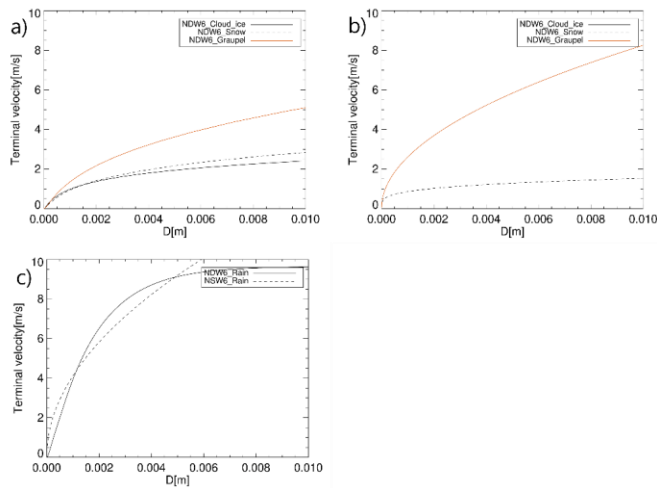 a)
NDW6_Cloud_ice
NDW6_Snow
NDW6_Graupel
Terminal velocity[m/s]
10
8
6
4
2
0
0.000 0.002 0.004 0.006 0.008 0.010
D[m]
b)
NDW6_Cloud_ice
NDW6_Snow
NDW6_Graupel
Terminal velocity[m/s]
10
8
6
4
2
0
0.000 0.002 0.004 0.006 0.008 0.010
D[m]
c)
NDW6_Rain
NSW6_Rain
Terminal velocity[m/s]
10
8
6
4
2
0
0.000 0.002 0.004 0.006 0.008 0.010
D[m]